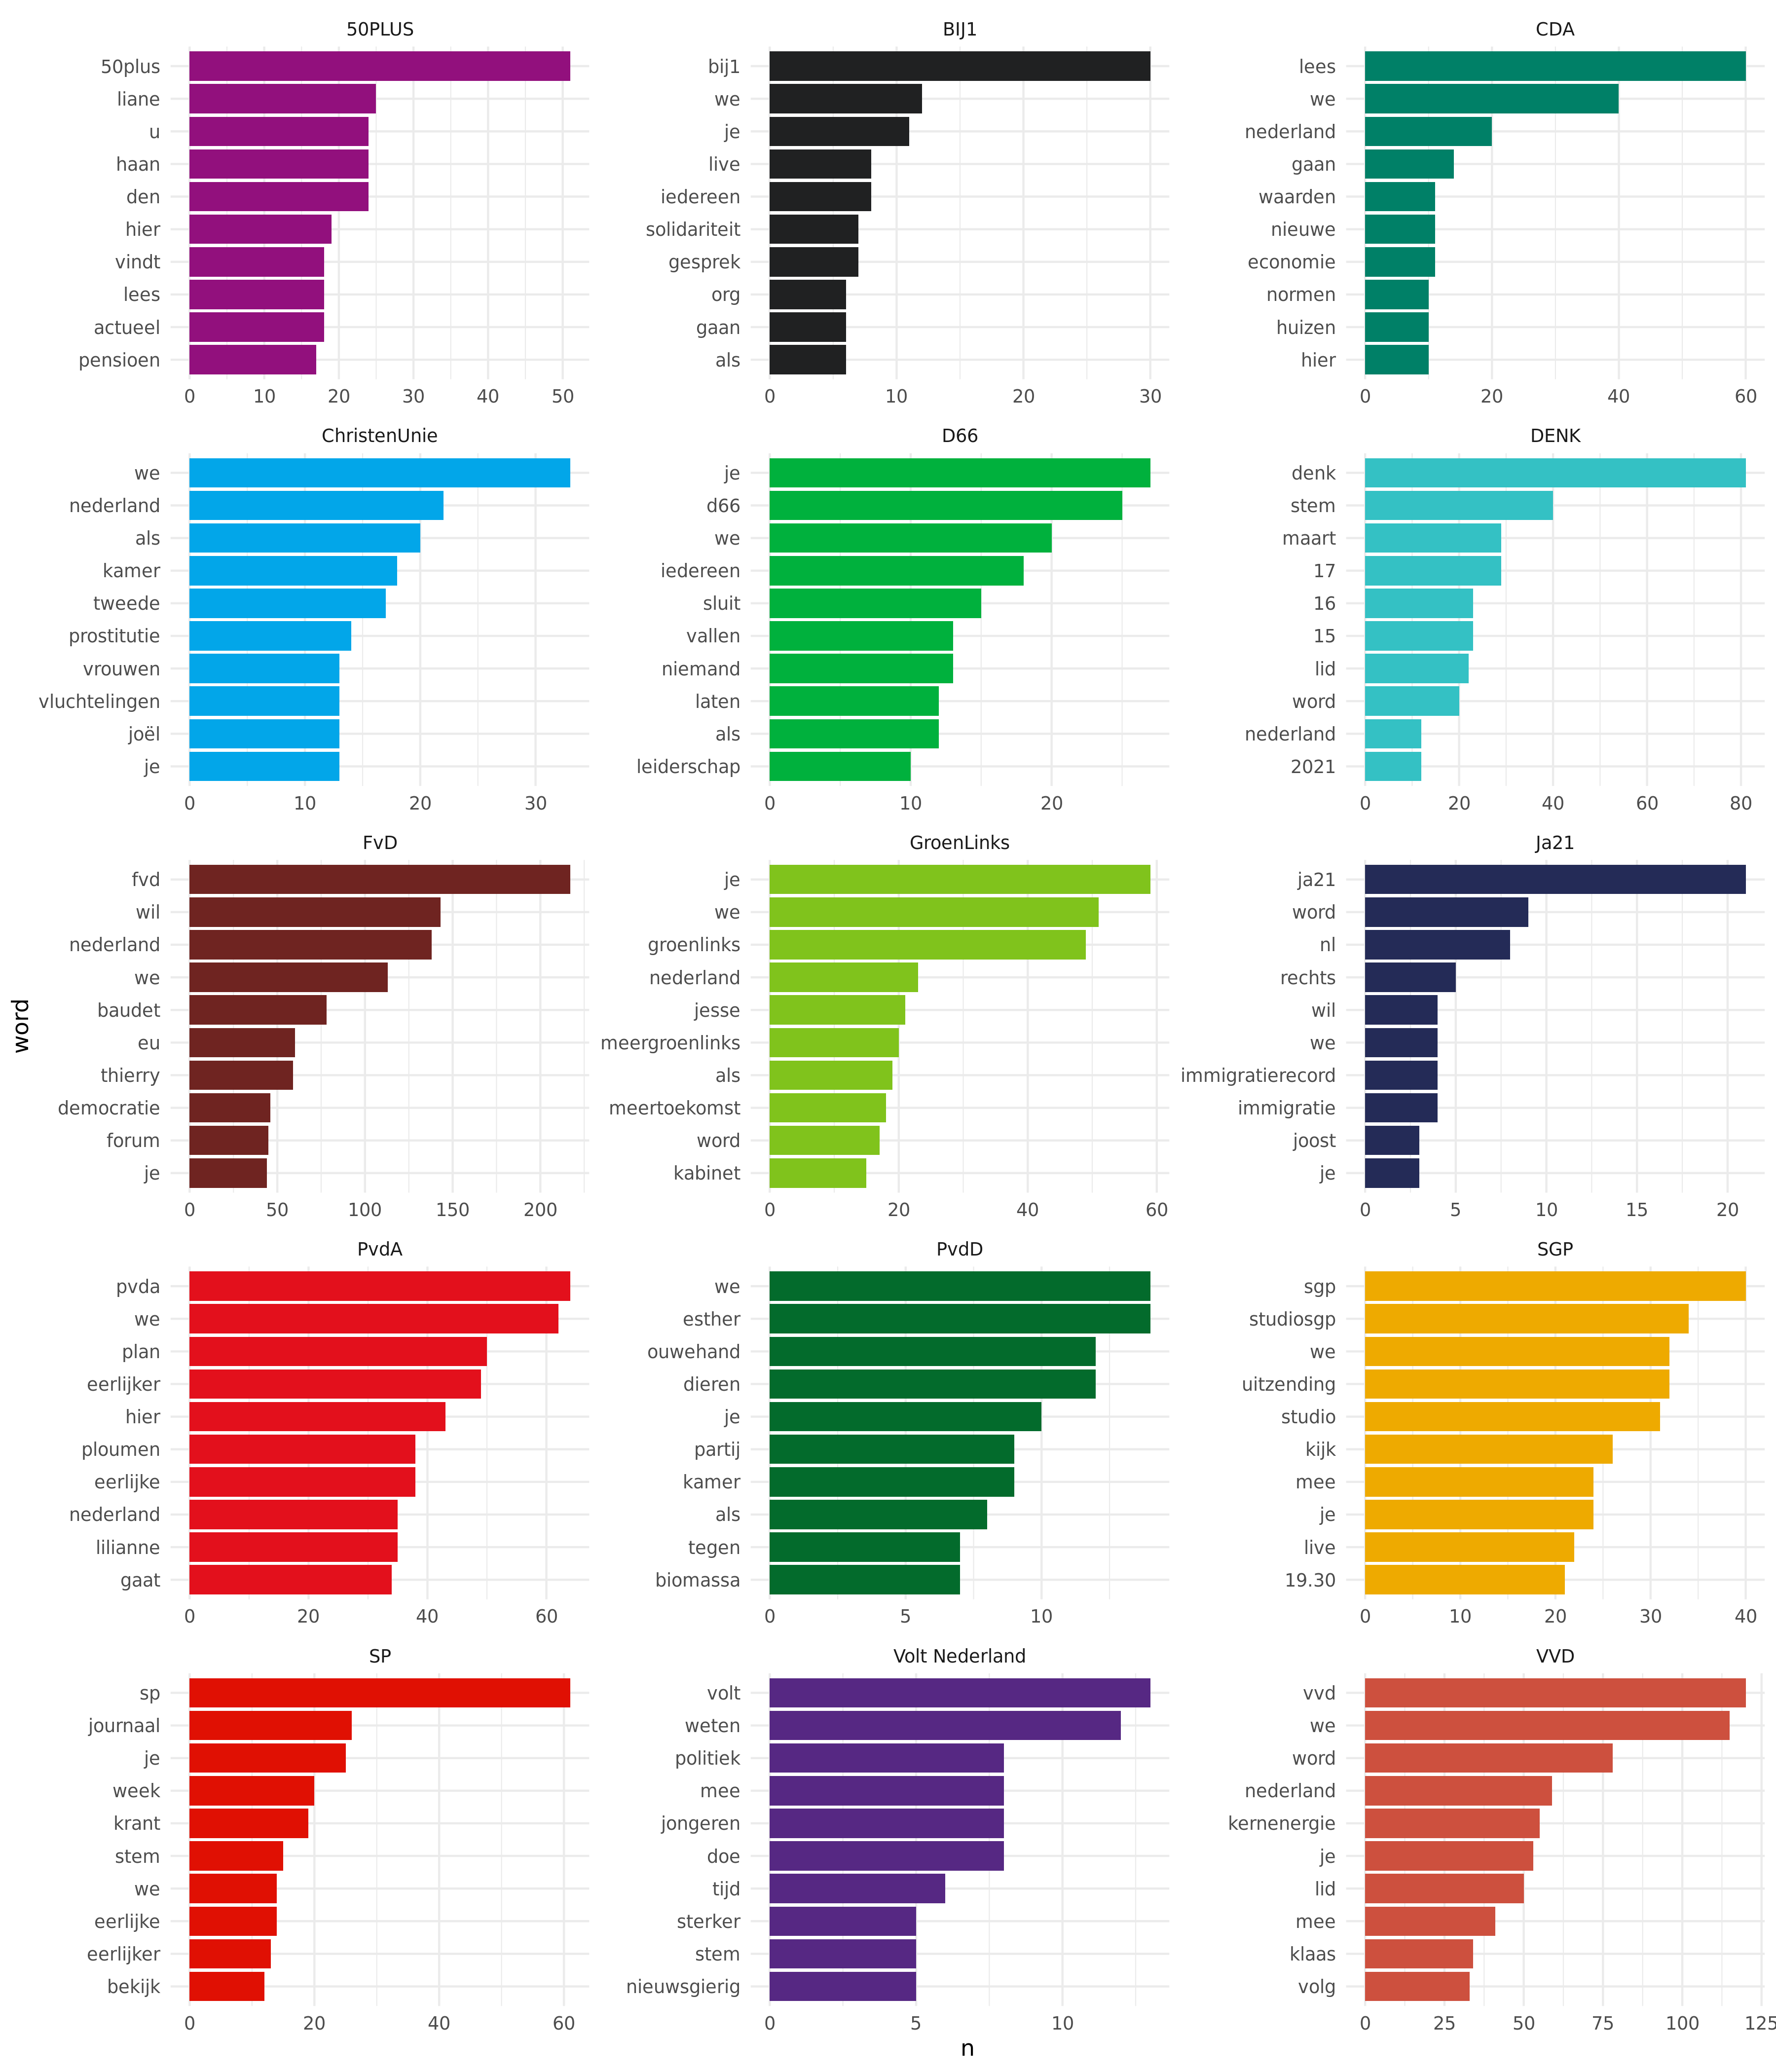 50PLUS
50plus
liane
u
haan
den
hier
vindt
lees
actueel
pensioen
0 10 20 30 40 50
BIJ1
bij1
we
je
live
iedereen
solidariteit
gesprek
org
gaan
als
0 10 20 30
CDA
lees
we
nederland
gaan
waarden
nieuwe
economie
normen
huizen
hier
0 20 40 60
ChristenUnie
we
nederland
als
kamer
tweede
prostitutie
vrouwen
vluchtelingen
joël
je
0 10 20 30
D66
je
d66
we
iedereen
sluit
vallen
niemand
laten
als
leiderschap
0 10 20
DENK
denk
stem
maart
17
16
15
lid
word
nederland
2021
0 20 40 60 80
word
FvD
fvd
wil
nederland
we
baudet
eu
thierry
democratie
forum
je
0 50 100 150 200
GroenLinks
je
we
groenlinks
nederland
jesse
meergroenlinks
als
meertoekomst
word
kabinet
0 20 40 60
Ja21
ja21
word
nl
rechts
wil
we
immigratierecord
immigratie
joost
je
0 5 10 15 20
PvdA
pvda
we
plan
eerlijker
hier
ploumen
eerlijke
nederland
lilianne
gaat
0 20 40 60
PvdD
we
esther
ouwehand
dieren
je
partij
kamer
als
tegen
biomassa
0 5 10
SGP
sgp
studiosgp
we
uitzending
studio
kijk
mee
je
live
19.30
0 10 20 30 40
SP
sp
journaal
je
week
krant
stem
we
eerlijke
eerlijker
bekijk
0 20 40 60
Volt Nederland
volt
weten
politiek
mee
jongeren
doe
tijd
sterker
stem
nieuwsgierig
0 5 10
VVD
vvd
we
word
nederland
kernenergie
je
lid
mee
klaas
volg
0 25 50 75 100 125
n